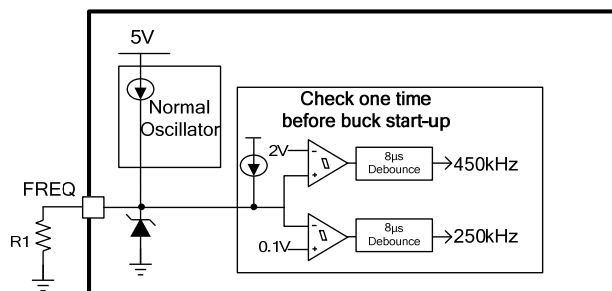 5V
Normal
Oscillator
Check one time
before buck start-up
2V
8µs
Debounce
450kHz
FREQ
R1
0.1V
8µs
Debounce
250kHz